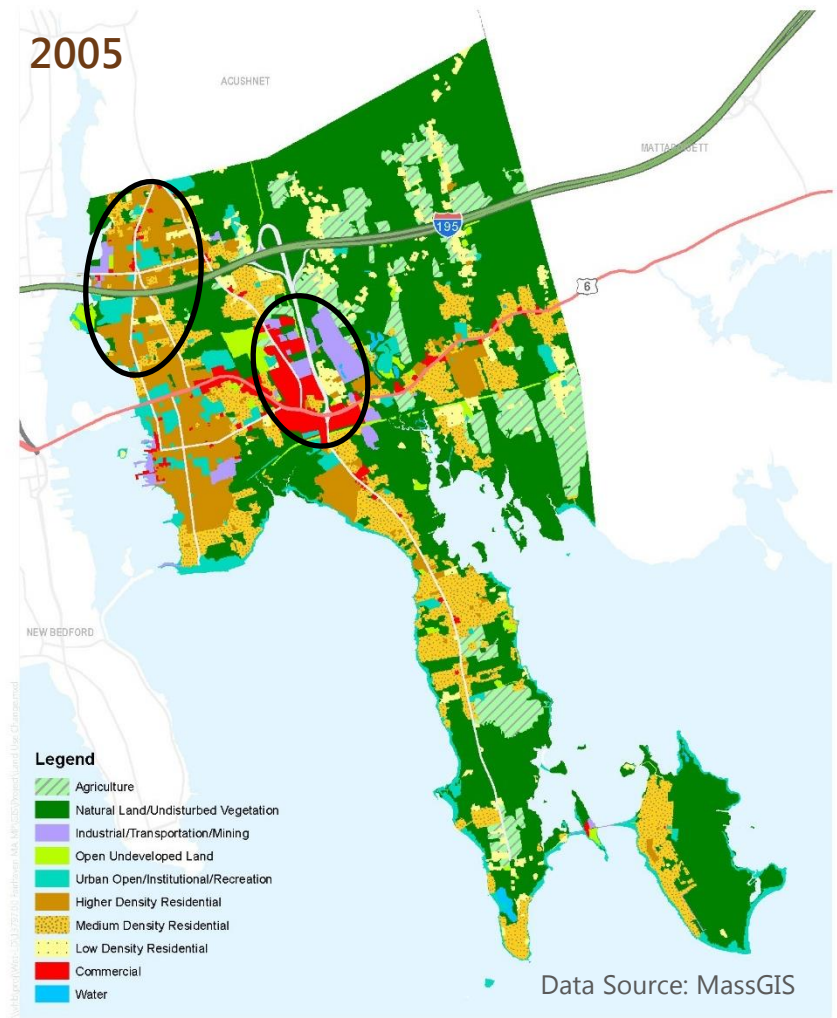 2005
ACUSHNET
MATTAPOISETT
195
6
NEW BEDFORD
Legend
Agriculture
Natural Land/Undisturbed Vegetation
Industrial/Transportation/Mining
Open Undeveloped Land
Urban Open/Institutional/Recreation
Higher Density Residential
Medium Density Residential
Low Density Residential
Commercial
Water
Data Source: MassGIS